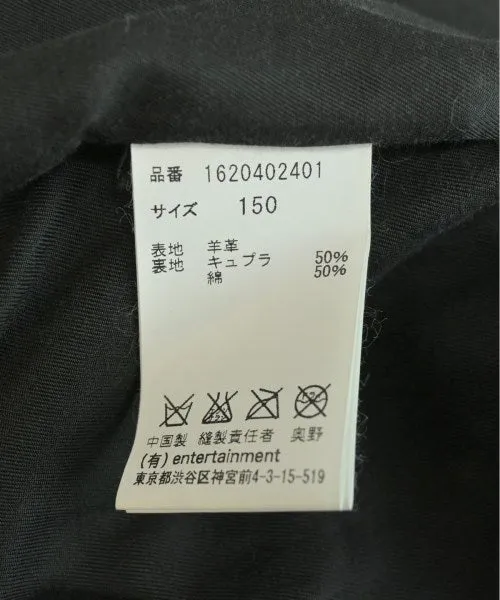 品番 1620402401
サイズ 150
表地 羊革
裏地 キュプラ 50%
綿 50%
中国製 縫製責任者 奥野
(有) entertainment
東京都渋谷区神宮前4-3-15-519